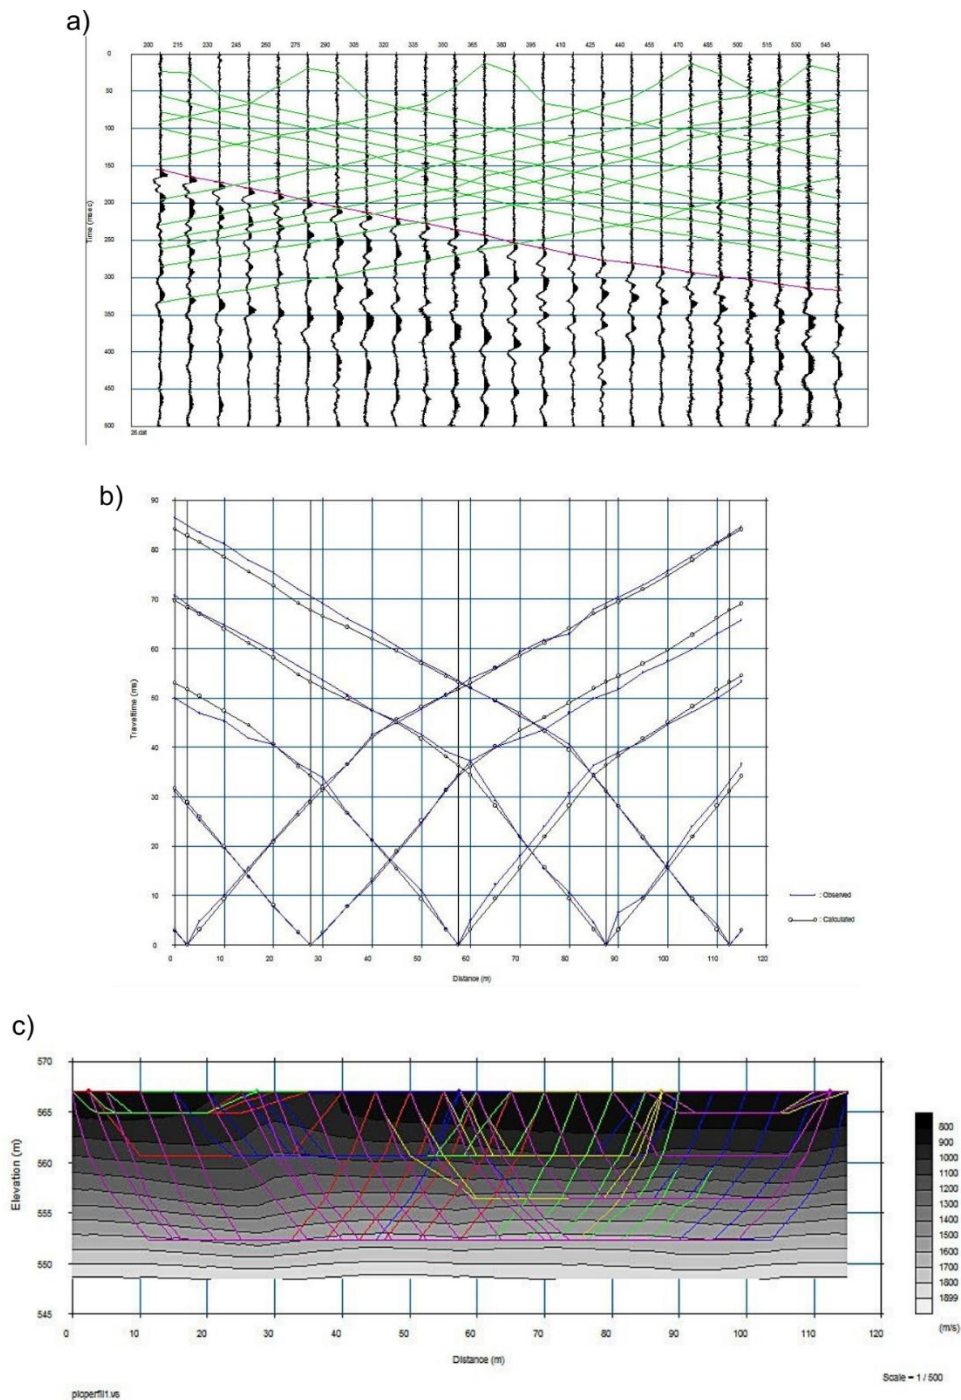 a)
200 215 230 245 260 275 290 305 320 335 350 365 380 395 410 425 440 455 470 485 500 515 530 545
0
50
100
150
200
250
300
350
400
450
500
Time (msec)
b)
90
80
70
60
50
40
30
20
10
0
Traveltime (ms)
0 10 20 30 40 50 60 70 80 90 100 110 120
Distance (m)
: Observed
: Calculated
c)
570
565
560
555
550
545
Elevation (m)
0 10 20 30 40 50 60 70 80 90 100 110 120
Distance (m)
800
900
1000
1100
1200
1300
1400
1500
1600
1700
1800
1899
(m/s)
Scale = 1 / 500